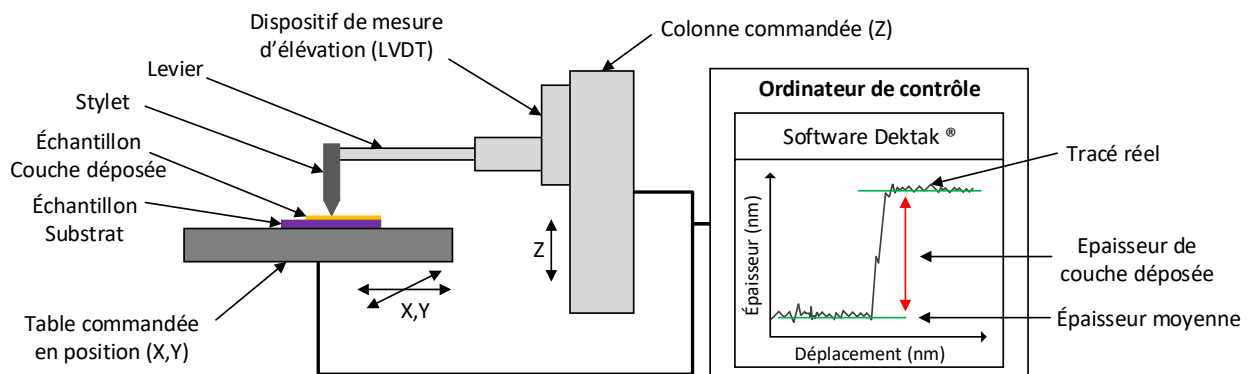 Dispositif de mesure
d'élévation (LVDT)
Colonne commandée (Z)
Levier
Stylet
Échantillon
Couche déposée
Échantillon
Substrat
Table commandée
en position (X,Y)
X,Y
Z
Ordinateur de contrôle
Software Dektak ®
Épaisseur (nm)
Déplacement (nm)
Tracé réel
Epaisseur de
couche déposée
Épaisseur moyenne